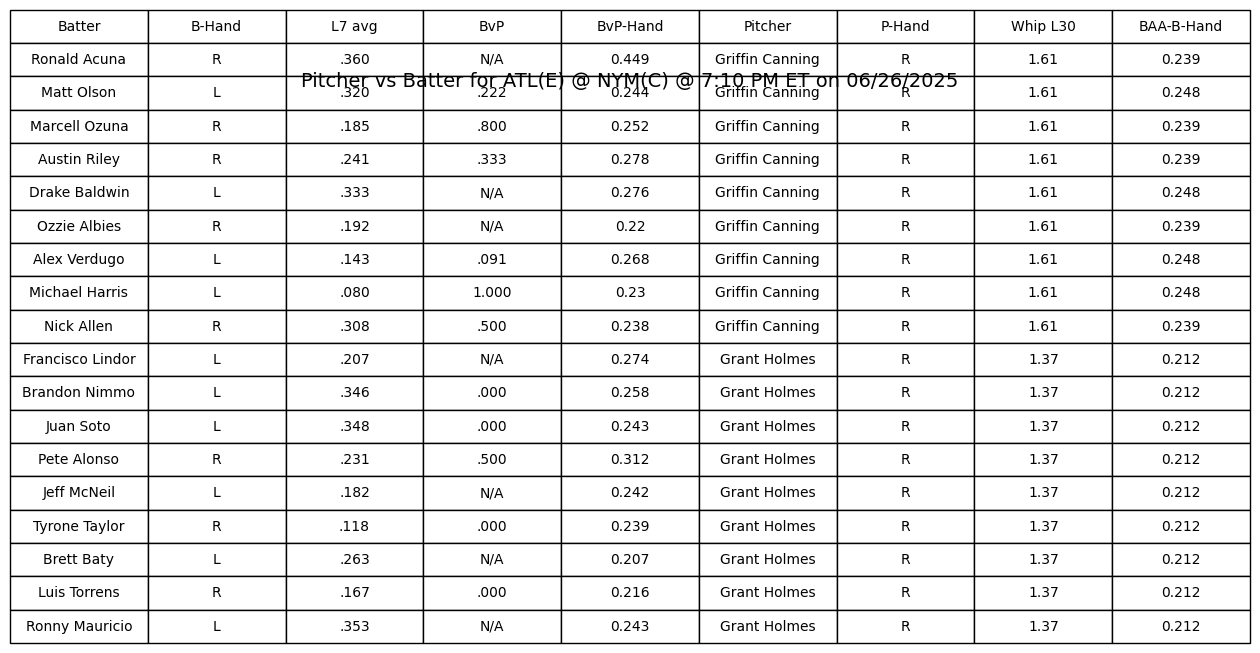 Batter B-Hand L7 avg BvP BvP-Hand Pitcher P-Hand Whip L30 BAA-B-Hand
Ronald Acuna R .360 N/A 0.449 Griffin Canning R 1.61 0.239
Pitcher vs Batter for ATL(E) @ NYM(C) @ 7:10 PM ET on 06/26/2025
Matt Olson L .320 .222 0.244 Griffin Canning R 1.61 0.248
Marcell Ozuna R .185 .800 0.252 Griffin Canning R 1.61 0.239
Austin Riley R .241 .333 0.278 Griffin Canning R 1.61 0.239
Drake Baldwin L .333 N/A 0.276 Griffin Canning R 1.61 0.248
Ozzie Albies R .192 N/A 0.22 Griffin Canning R 1.61 0.239
Alex Verdugo L .143 .091 0.268 Griffin Canning R 1.61 0.248
Michael Harris L .080 1.000 0.23 Griffin Canning R 1.61 0.248
Nick Allen R .308 .500 0.238 Griffin Canning R 1.61 0.239
Francisco Lindor L .207 N/A 0.274 Grant Holmes R 1.37 0.212
Brandon Nimmo L .346 .000 0.258 Grant Holmes R 1.37 0.212
Juan Soto L .348 .000 0.243 Grant Holmes R 1.37 0.212
Pete Alonso R .231 .500 0.312 Grant Holmes R 1.37 0.212
Jeff McNeil L .182 N/A 0.242 Grant Holmes R 1.37 0.212
Tyrone Taylor R .118 .000 0.239 Grant Holmes R 1.37 0.212
Brett Baty L .263 N/A 0.207 Grant Holmes R 1.37 0.212
Luis Torrens R .167 .000 0.216 Grant Holmes R 1.37 0.212
Ronny Mauricio L .353 N/A 0.243 Grant Holmes R 1.37 0.212